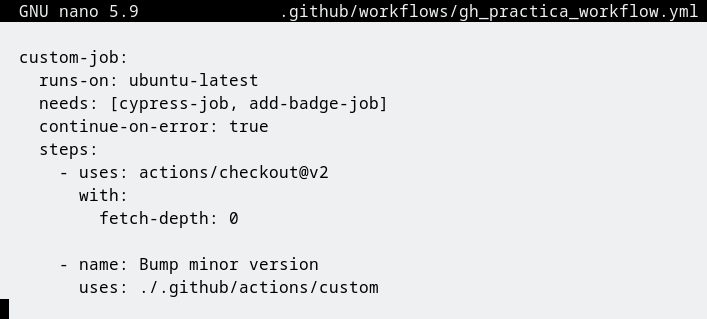 GNU nano 5.9 .github/workflows/gh_practica_workflow.yml
custom-job:
  runs-on: ubuntu-latest
  needs: [cypress-job, add-badge-job]
  continue-on-error: true
  steps:
    - uses: actions/checkout@v2
      with:
        fetch-depth: 0
    - name: Bump minor version
      uses: ./.github/actions/custom